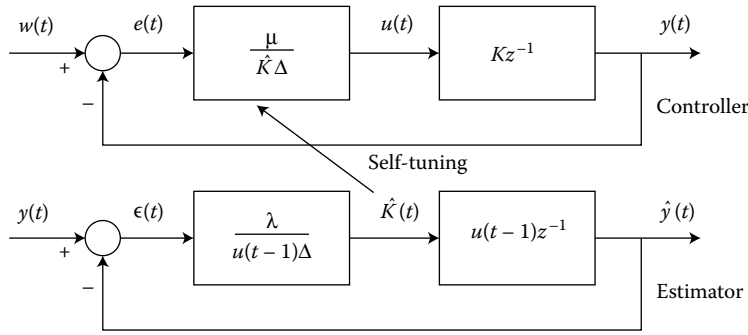 w(t)
e(t)
μ
K̂Δ
u(t)
Kz⁻¹
y(t)
+
−
Controller
Self-tuning
y(t)
ϵ(t)
λ
u(t−1)Δ
K̂(t)
u(t−1)z⁻¹
ŷ(t)
+
−
Estimator